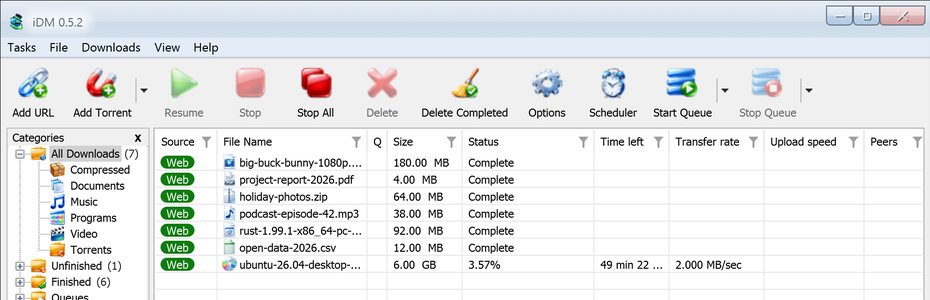 iDM 0.5.2
Tasks File Downloads View Help
Add URL Add Torrent Resume Stop Stop All Delete Delete Completed Options Scheduler Start Queue Stop Queue
Categories x
All Downloads (7)
Compressed
Documents
Music
Programs
Video
Torrents
Unfinished (1)
Finished (6)
Queues
Source File Name Q Size Status Time left Transfer rate Upload speed Peers
Web big-buck-bunny-1080p.... 180.00 MB Complete
Web project-report-2026.pdf 4.00 MB Complete
Web holiday-photos.zip 64.00 MB Complete
Web podcast-episode-42.mp3 38.00 MB Complete
Web rust-1.99.1-x86_64-pc-... 92.00 MB Complete
Web open-data-2026.csv 12.00 MB Complete
Web ubuntu-26.04-desktop-... 6.00 GB 3.57% 49 min 22 ... 2.000 MB/sec